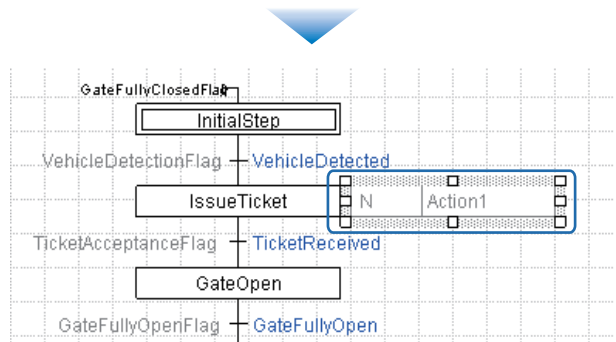 GateFullyClosedFlag
InitialStep
VehicleDetectionFlag VehicleDetected
IssueTicket N Action1
TicketAcceptanceFlag TicketReceived
GateOpen
GateFullyOpenFlag GateFullyOpen